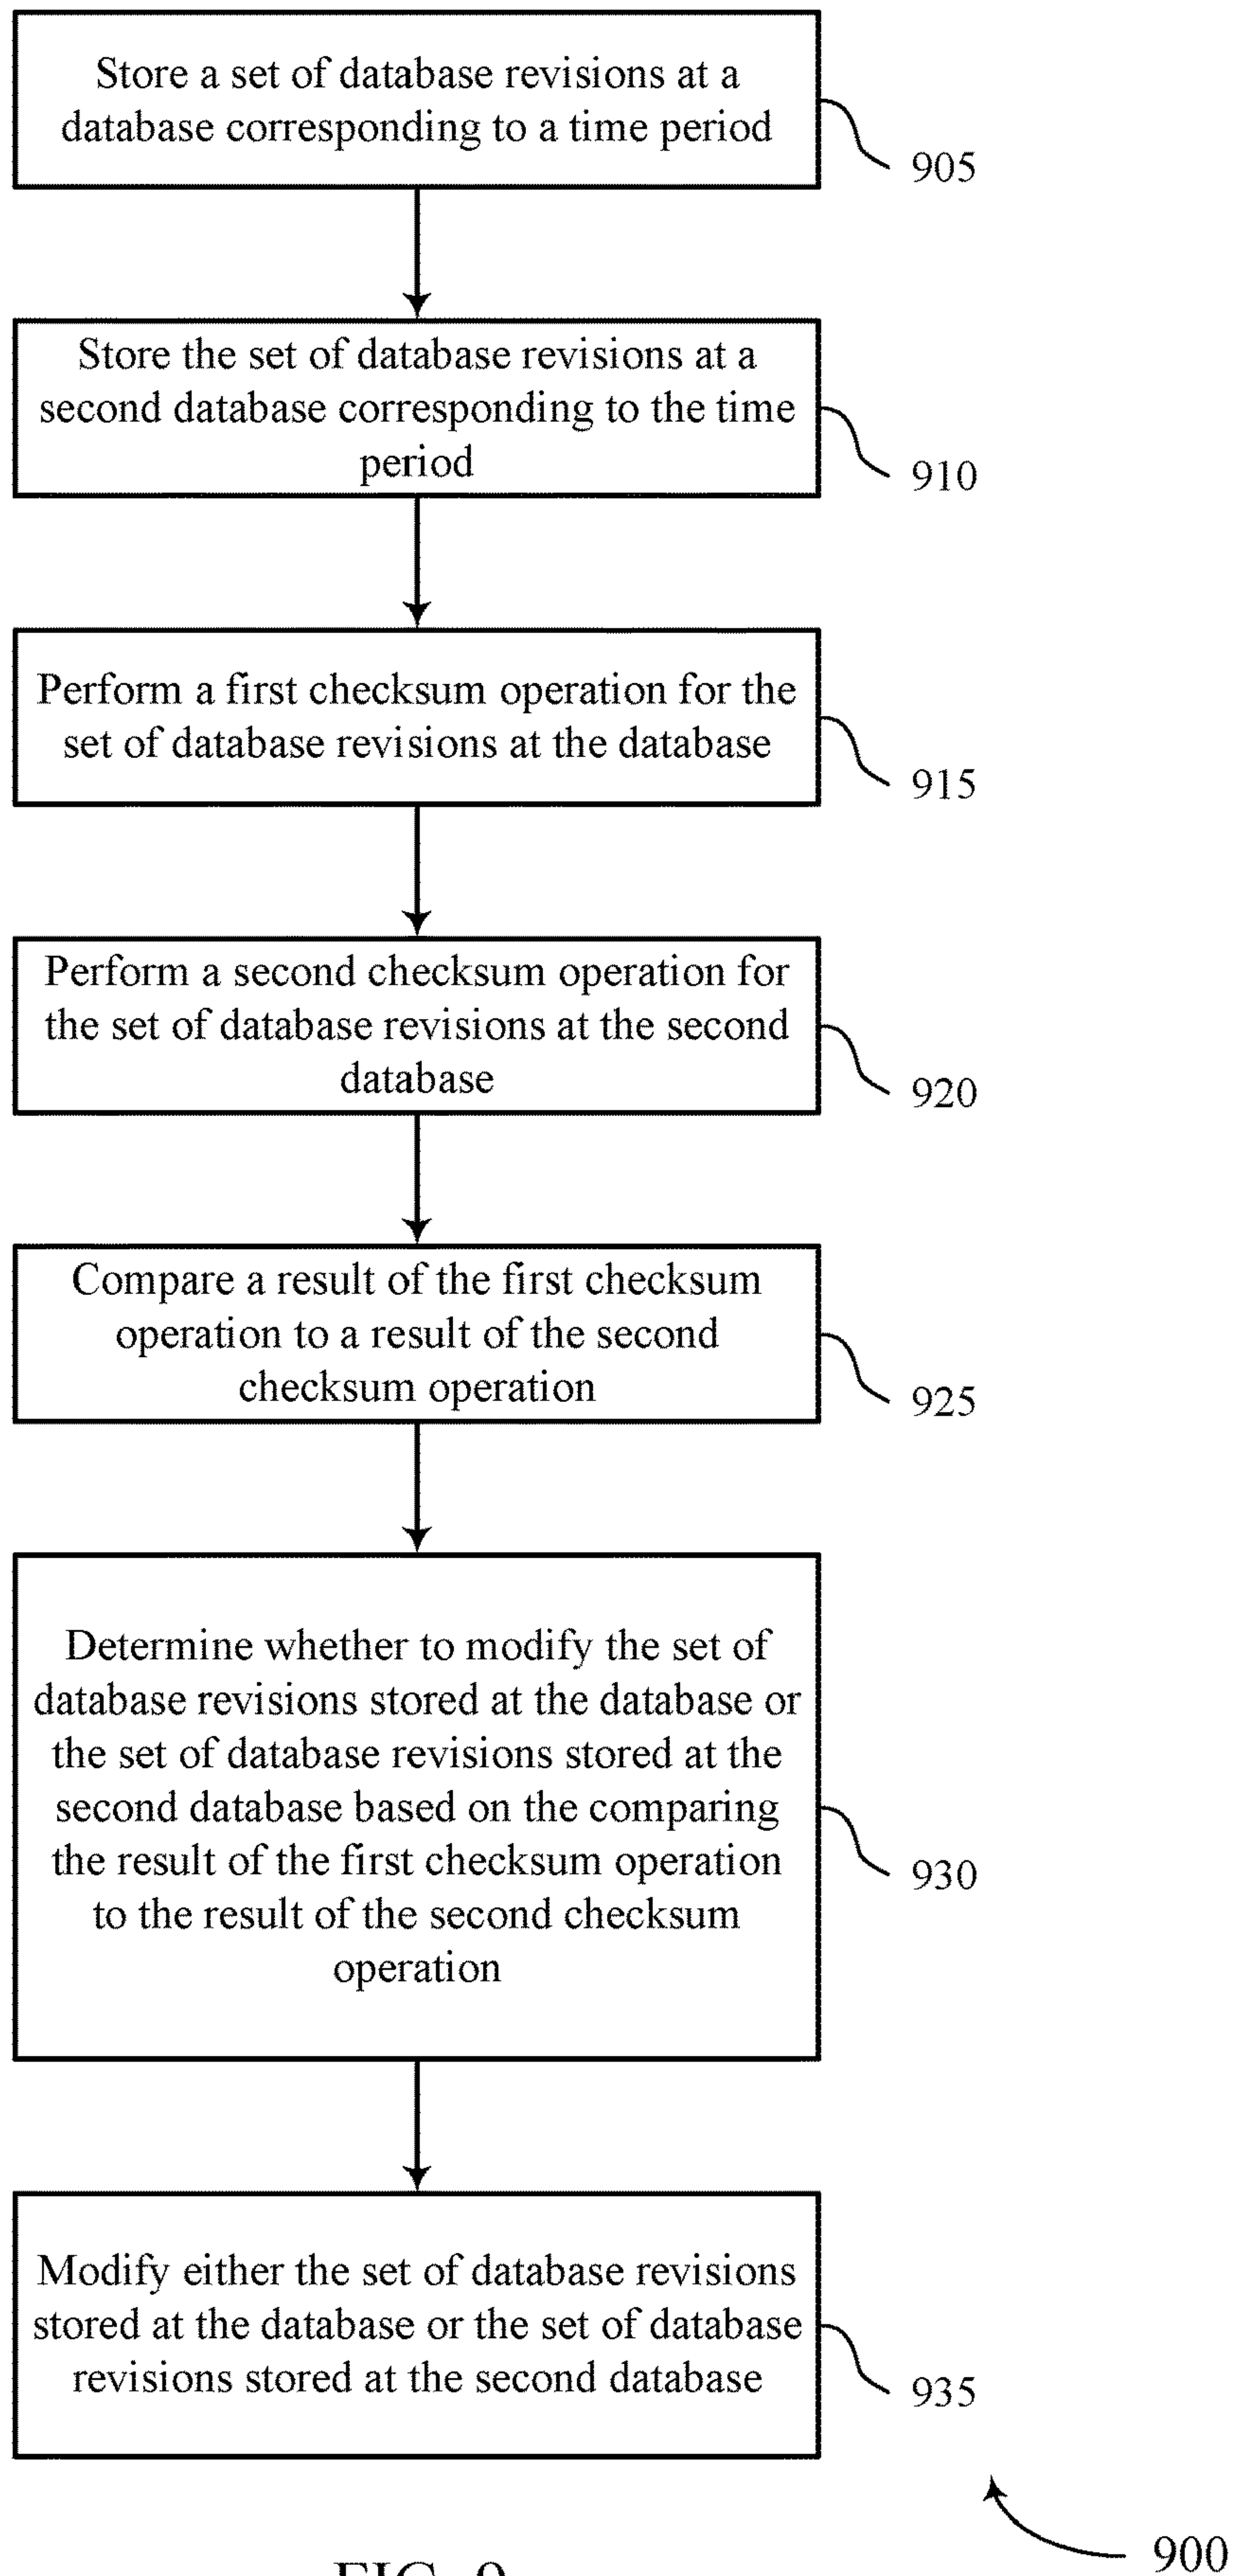 Store a set of database revisions at a
database corresponding to a time period
905
Store the set of database revisions at a
second database corresponding to the time
period
910
Perform a first checksum operation for the
set of database revisions at the database
915
Perform a second checksum operation for
the set of database revisions at the second
database
920
Compare a result of the first checksum
operation to a result of the second
checksum operation
925
Determine whether to modify the set of
database revisions stored at the database or
the set of database revisions stored at the
second database based on the comparing
the result of the first checksum operation
to the result of the second checksum
operation
930
Modify either the set of database revisions
stored at the database or the set of database
revisions stored at the second database
935
900
FIG. 9